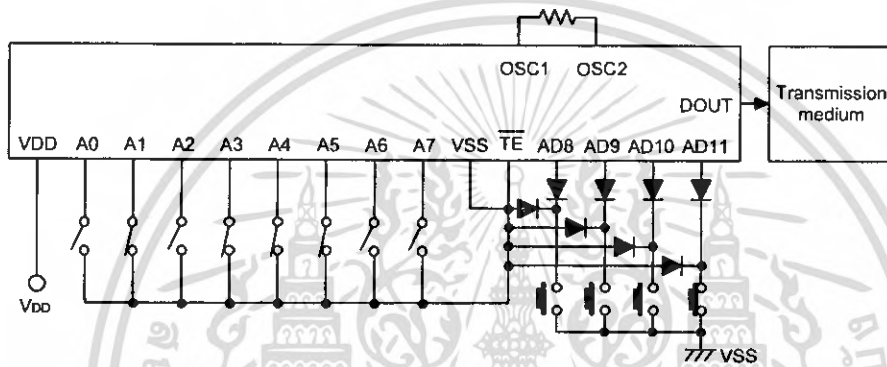 OSC1 OSC2
DOUT
Transmission
medium
VDD A0 A1 A2 A3 A4 A5 A6 A7 VSS TE AD8 AD9 AD10 AD11
VDD
VSS